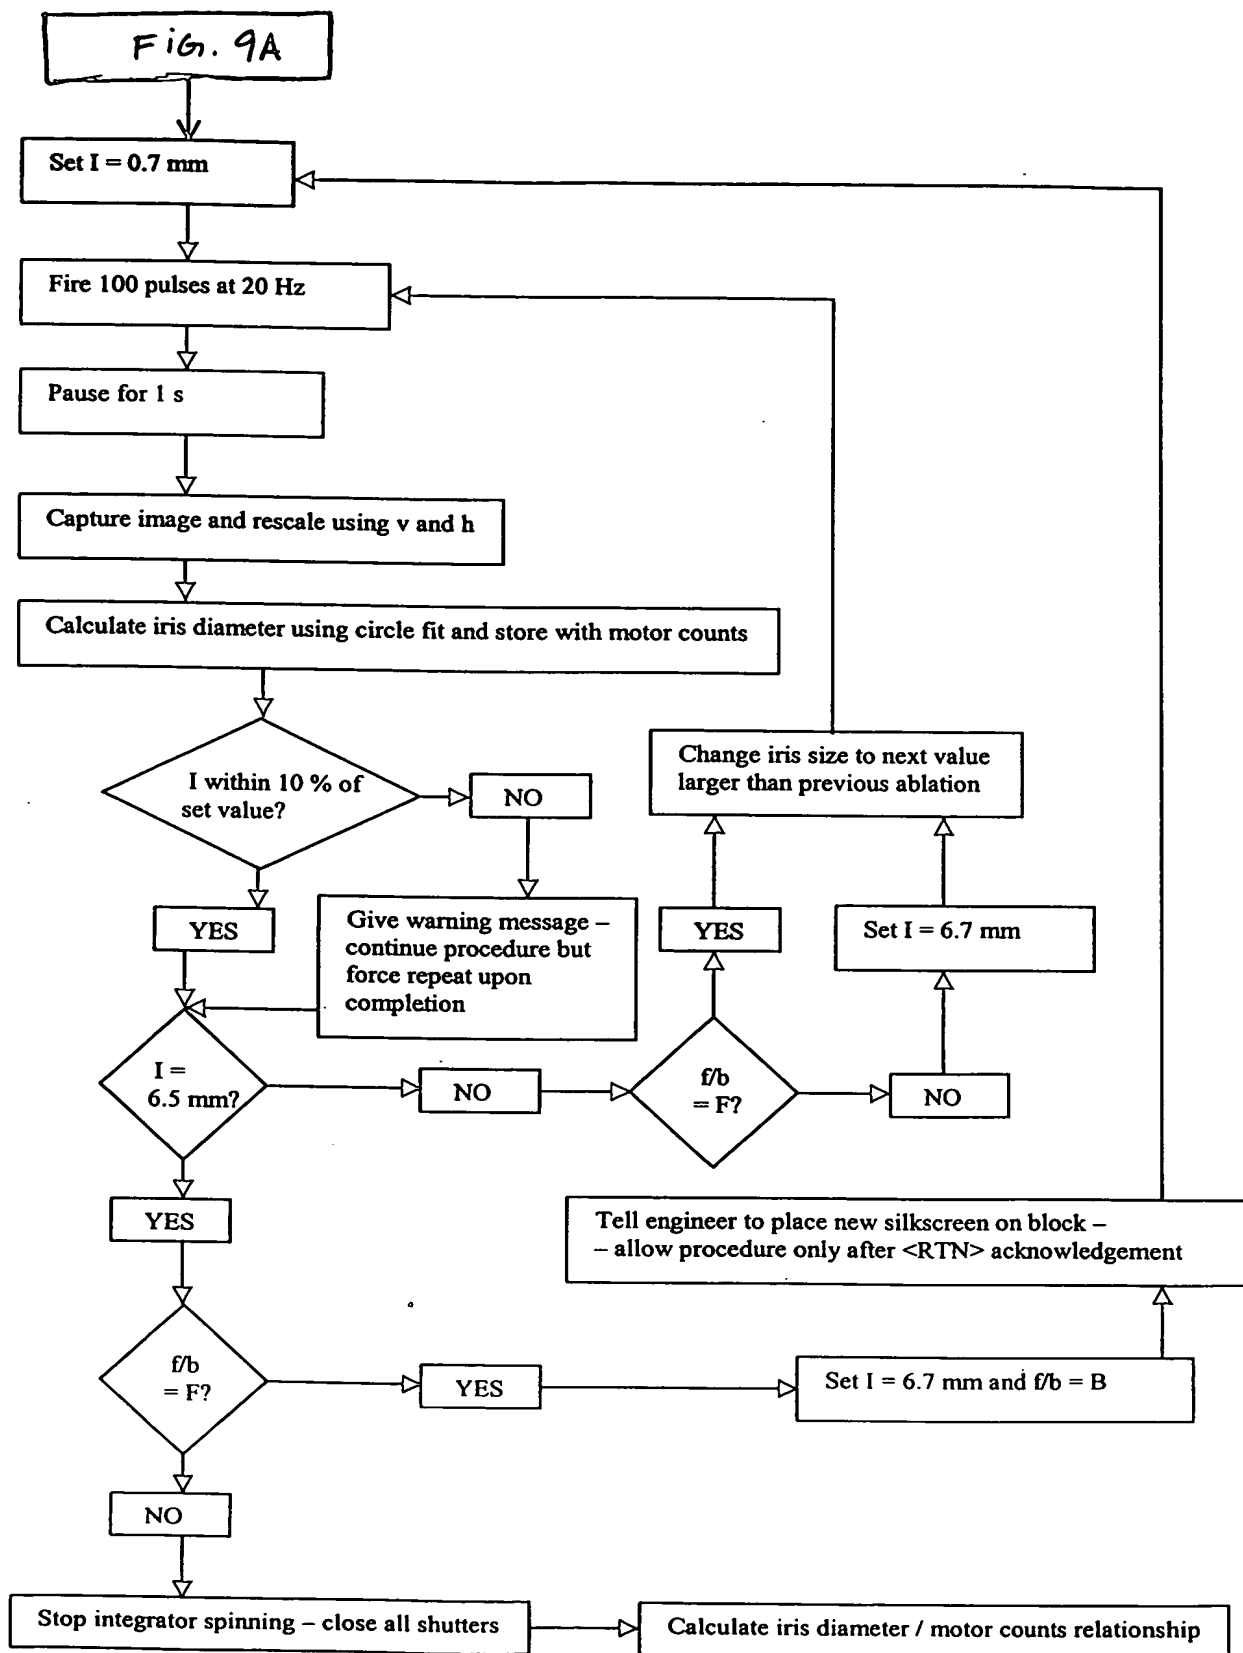 FIG. 9A
Set I = 0.7 mm
Fire 100 pulses at 20 Hz
Pause for 1 s
Capture image and rescale using v and h
Calculate iris diameter using circle fit and store with motor counts
I within 10 % of
set value?
NO
Change iris size to next value
larger than previous ablation
YES
Give warning message –
continue procedure but
force repeat upon
completion
YES
Set I = 6.7 mm
I =
6.5 mm?
NO
f/b
= F?
NO
YES
Tell engineer to place new silkscreen on block –
– allow procedure only after <RTN> acknowledgement
f/b
= F?
YES
Set I = 6.7 mm and f/b = B
NO
Stop integrator spinning – close all shutters
Calculate iris diameter / motor counts relationship